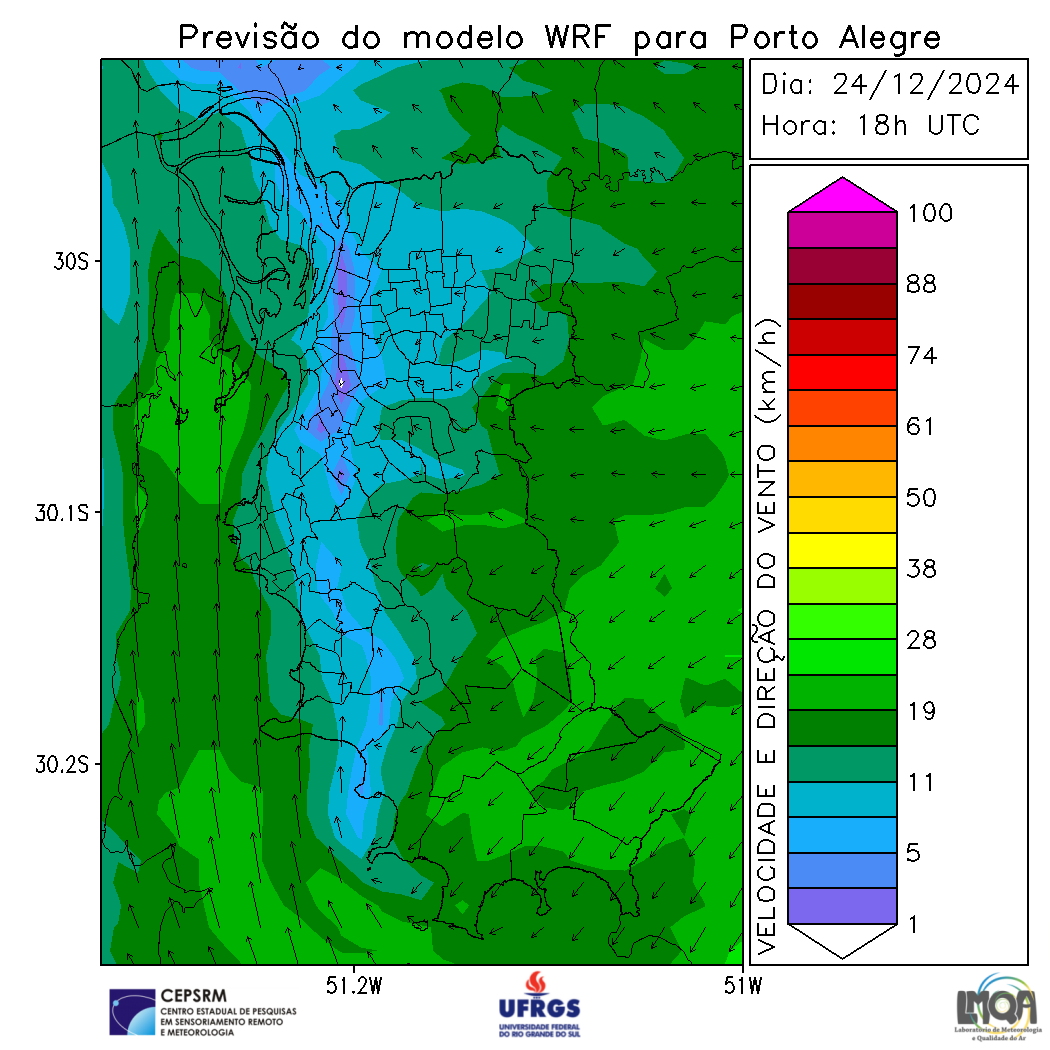 Previsão do modelo WRF para Porto Alegre
Dia: 24/12/2024
Hora: 18h UTC
30S
30.1S
30.2S
51.2W
51W
VELOCIDADE E DIREÇÃO DO VENTO (km/h)
100
88
74
61
50
38
28
19
11
5
1
CEPSRM
CENTRO ESTADUAL DE PESQUISAS
EM SENSORIAMENTO REMOTO
E METEOROLOGIA
UFRGS
UNIVERSIDADE FEDERAL
DO RIO GRANDE DO SUL
LMQA
Laboratório de Meteorologia
e Qualidade do Ar